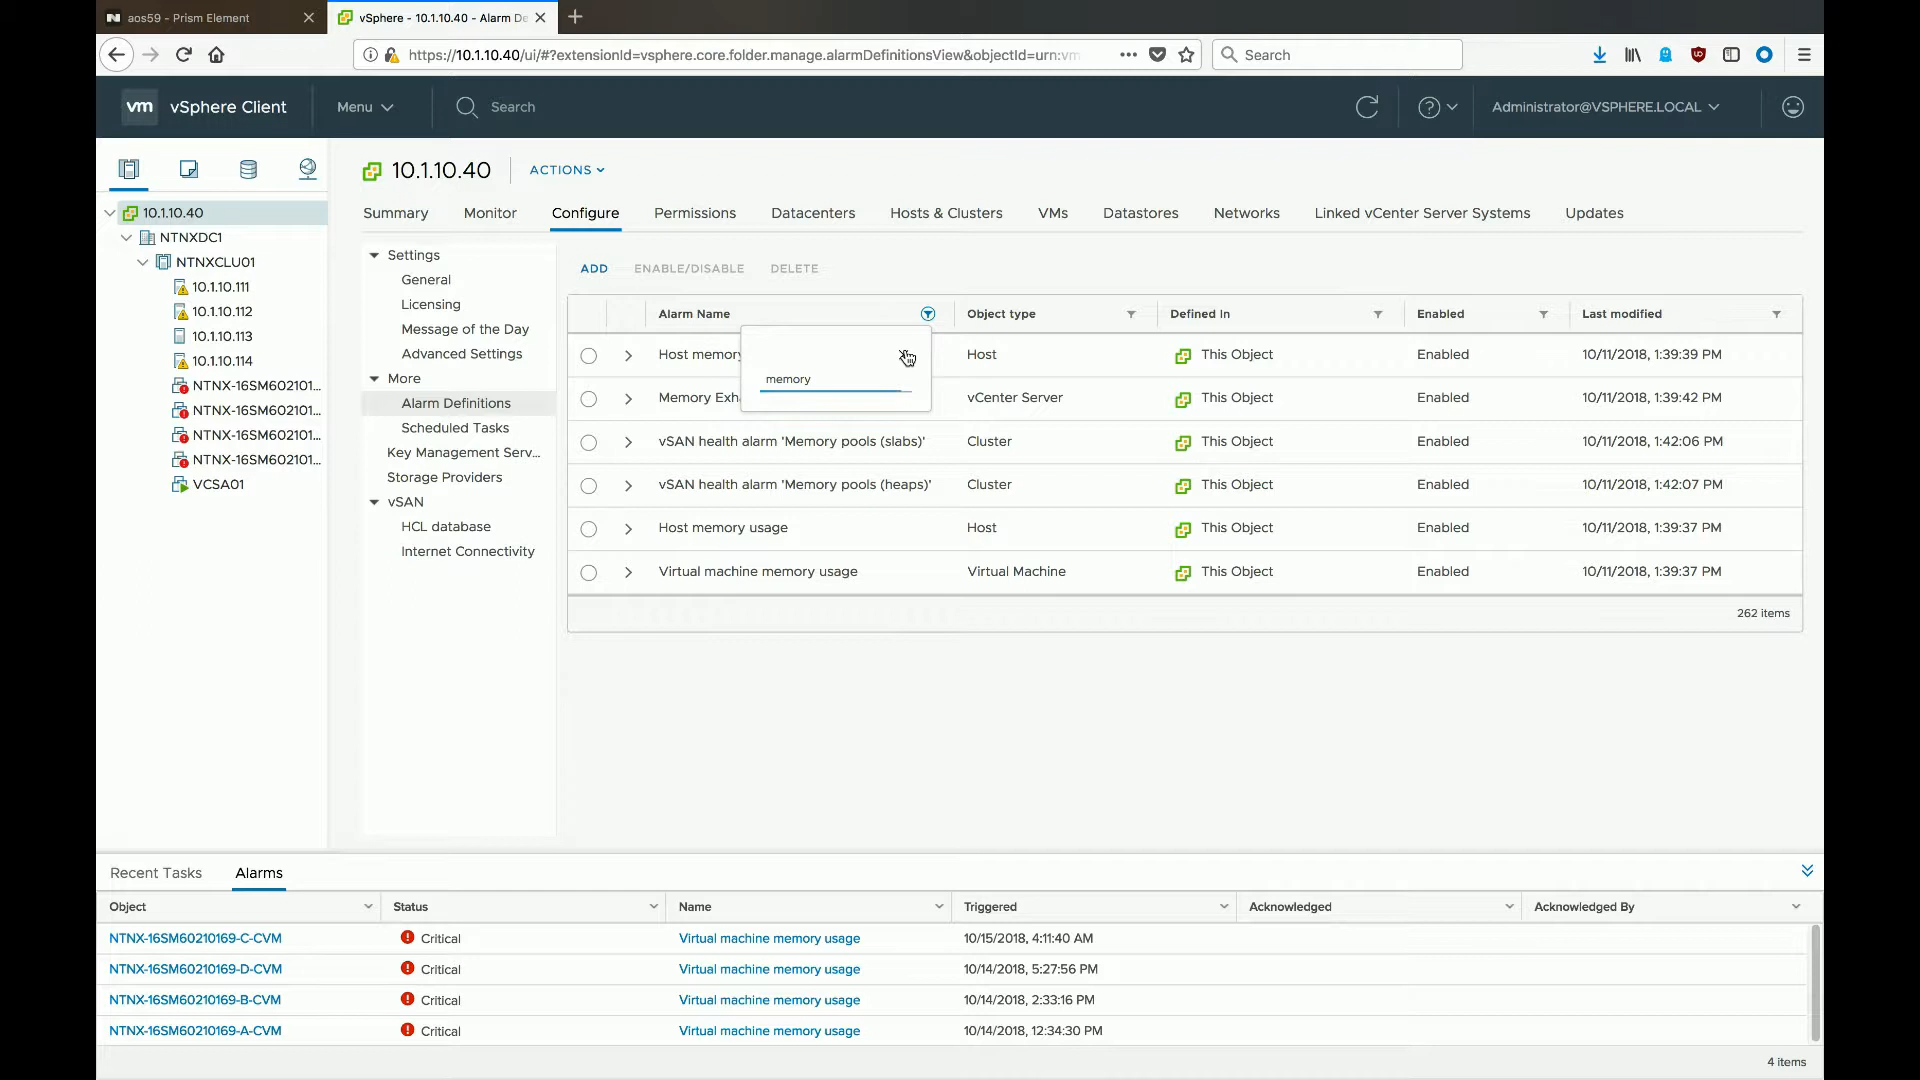 aos59 - Prism Element
vSphere - 10.1.10.40 - Alarm De
https://10.1.10.40/ui/#?extensionId=vsphere.core.folder.manage.alarmDefinitionsView&objectId=urn:vm
Search
vm vSphere Client
Menu
Search
Administrator@VSPHERE.LOCAL
10.1.10.40
ACTIONS
Summary
Monitor
Configure
Permissions
Datacenters
Hosts & Clusters
VMs
Datastores
Networks
Linked vCenter Server Systems
Updates
10.1.10.40
NTNXDC1
NTNXCLU01
10.1.10.111
10.1.10.112
10.1.10.113
10.1.10.114
NTNX-16SM602101...
NTNX-16SM602101...
NTNX-16SM602101...
NTNX-16SM602101...
VCSA01
Settings
General
Licensing
Message of the Day
Advanced Settings
More
Alarm Definitions
Scheduled Tasks
Key Management Serv...
Storage Providers
vSAN
HCL database
Internet Connectivity
ADD ENABLE/DISABLE DELETE
Alarm Name Object type Defined In Enabled Last modified
Host memory Host This Object Enabled 10/11/2018, 1:39:39 PM
memory
Memory Exh vCenter Server This Object Enabled 10/11/2018, 1:39:42 PM
vSAN health alarm 'Memory pools (slabs)' Cluster This Object Enabled 10/11/2018, 1:42:06 PM
vSAN health alarm 'Memory pools (heaps)' Cluster This Object Enabled 10/11/2018, 1:42:07 PM
Host memory usage Host This Object Enabled 10/11/2018, 1:39:37 PM
Virtual machine memory usage Virtual Machine This Object Enabled 10/11/2018, 1:39:37 PM
262 items
Recent Tasks Alarms
Object Status Name Triggered Acknowledged Acknowledged By
NTNX-16SM60210169-C-CVM Critical Virtual machine memory usage 10/15/2018, 4:11:40 AM
NTNX-16SM60210169-D-CVM Critical Virtual machine memory usage 10/14/2018, 5:27:56 PM
NTNX-16SM60210169-B-CVM Critical Virtual machine memory usage 10/14/2018, 2:33:16 PM
NTNX-16SM60210169-A-CVM Critical Virtual machine memory usage 10/14/2018, 12:34:30 PM
4 items